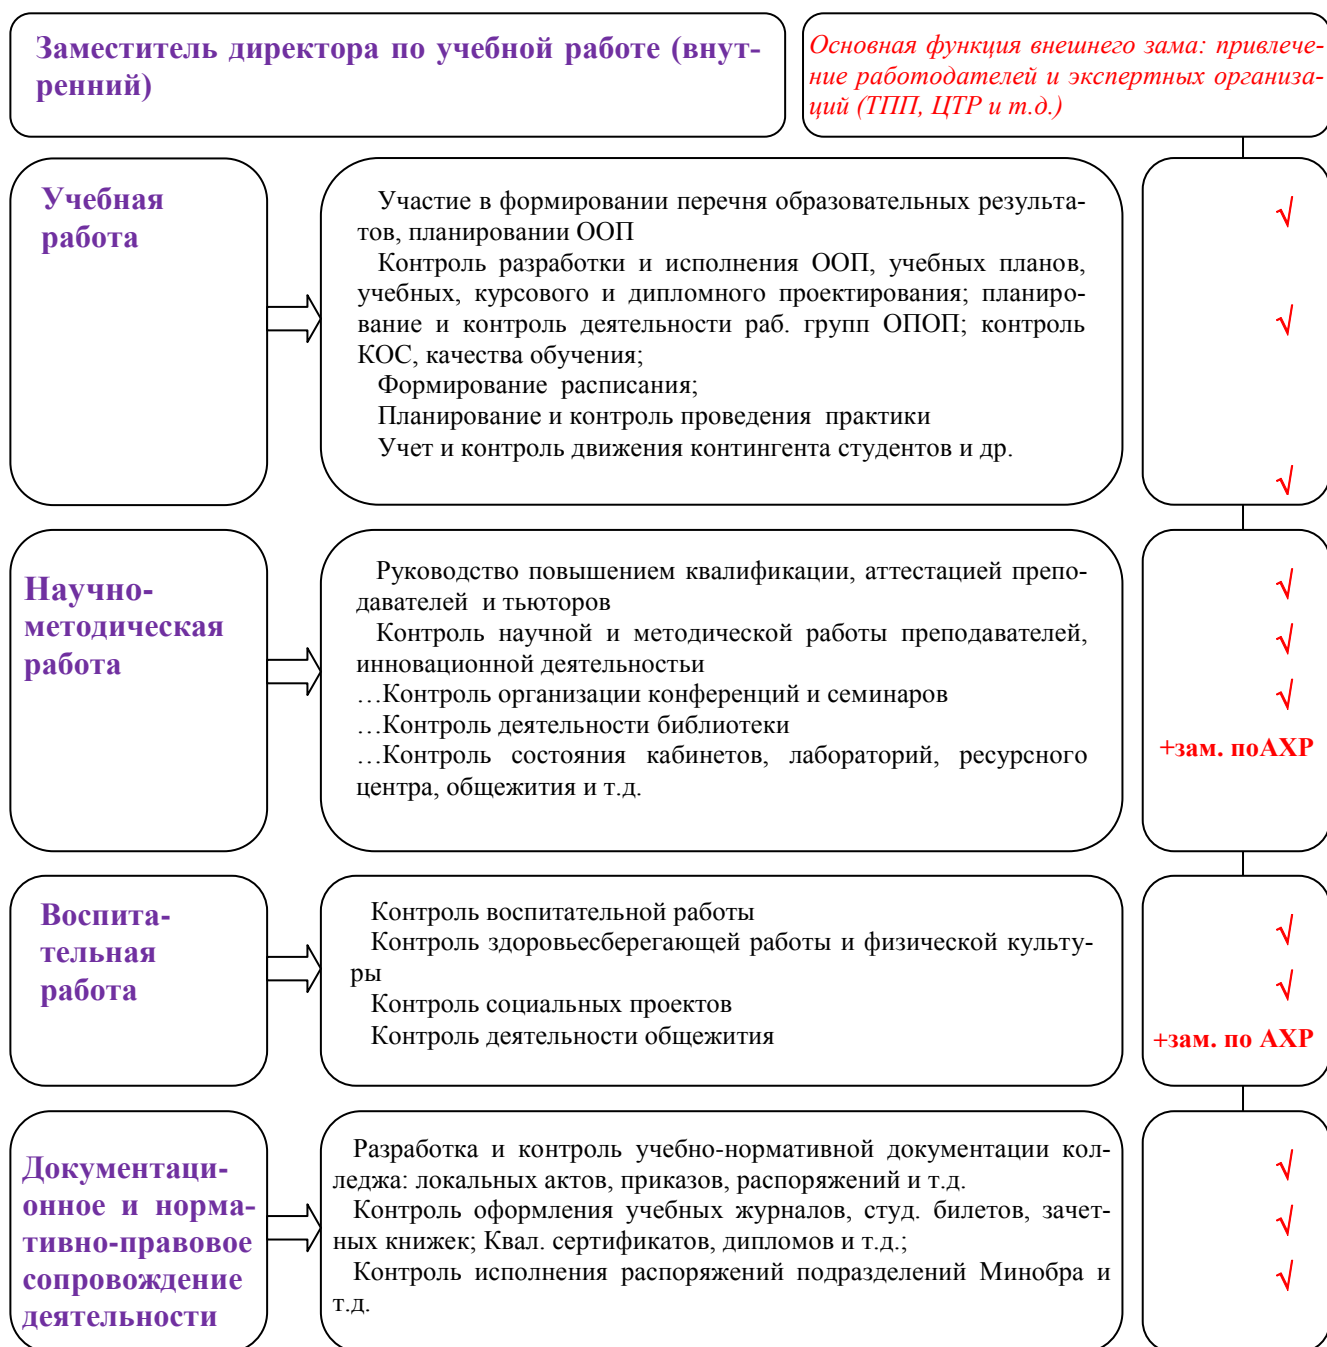 Заместитель директора по учебной работе (внут-
ренний)
Основная функция внешнего зама: привлече-
ние работодателей и экспертных организа-
ций (ТПП, ЦТР и т.д.)
Учебная
работа
Участие в формировании перечня образовательных результа-
тов, планировании ООП
Контроль разработки и исполнения ООП, учебных планов,
учебных, курсового и дипломного проектирования; планиро-
вание и контроль деятельности раб. групп ОПОП; контроль
КОС, качества обучения;
Формирование расписания;
Планирование и контроль проведения практики
Учет и контроль движения контингента студентов и др.
√
√
√
Научно-
методическая
работа
Руководство повышением квалификации, аттестацией препо-
давателей и тьюторов
Контроль научной и методической работы преподавателей,
инновационной деятельностьи
…Контроль организации конференций и семинаров
…Контроль деятельности библиотеки
…Контроль состояния кабинетов, лабораторий, ресурсного
центра, общежития и т.д.
√
√
√
+зам. поАХР
Воспита-
тельная
работа
Контроль воспитательной работы
Контроль здоровьесберегающей работы и физической культу-
ры
Контроль социальных проектов
Контроль деятельности общежития
√
√
+зам. по АХР
Документаци-
онное и норма-
тивно-правовое
сопровождение
деятельности
Разработка и контроль учебно-нормативной документации кол-
леджа: локальных актов, приказов, распоряжений и т.д.
Контроль оформления учебных журналов, студ. билетов, зачет-
ных книжек; Квал. сертификатов, дипломов и т.д.;
Контроль исполнения распоряжений подразделений Минобра и
т.д.
√
√
√